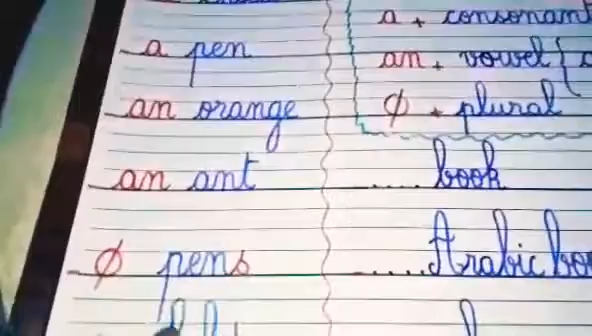 a pen
an orange
an ant
Ø pens
a + consonant
an + vowel {
Ø + plural
..... book
..... Arabic